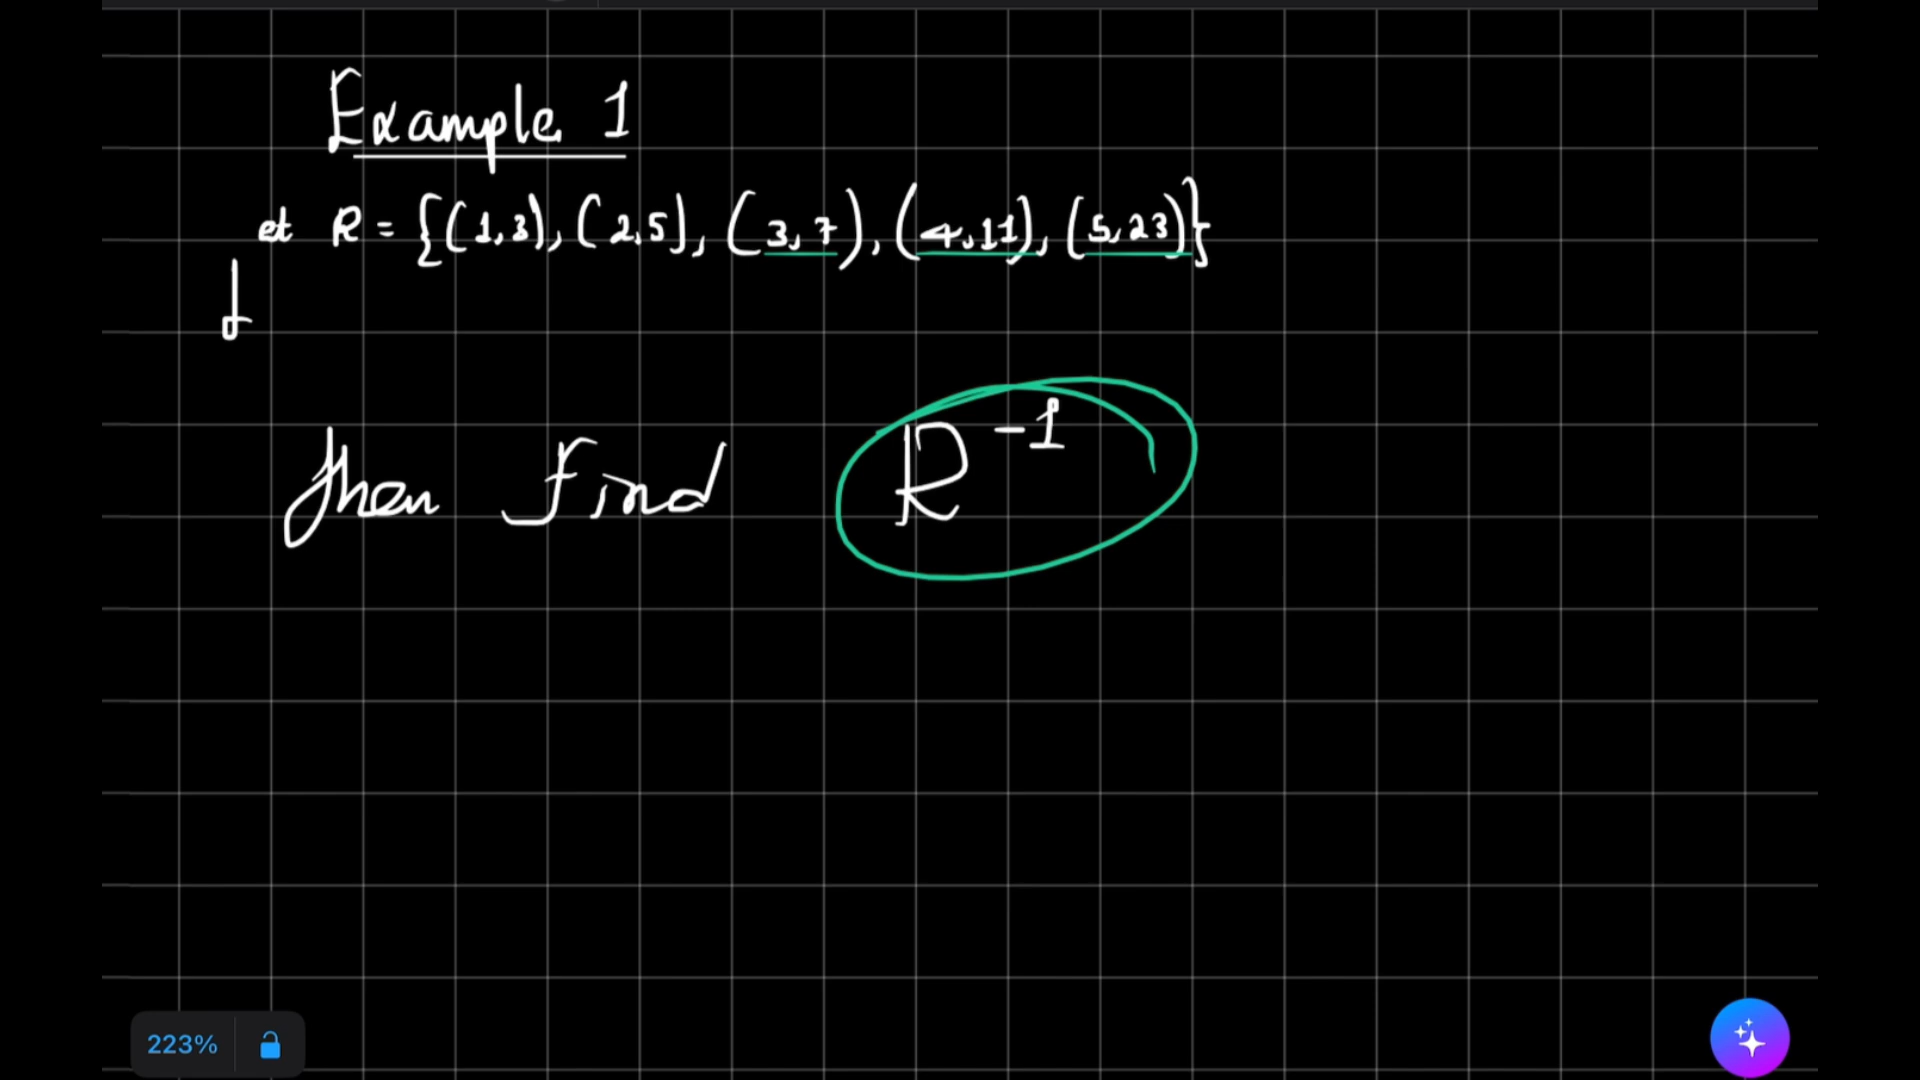 Example 1
et R = {(1,3), (2,5), (3,7), (4,11), (5,23)}
L
then find R⁻¹
223%